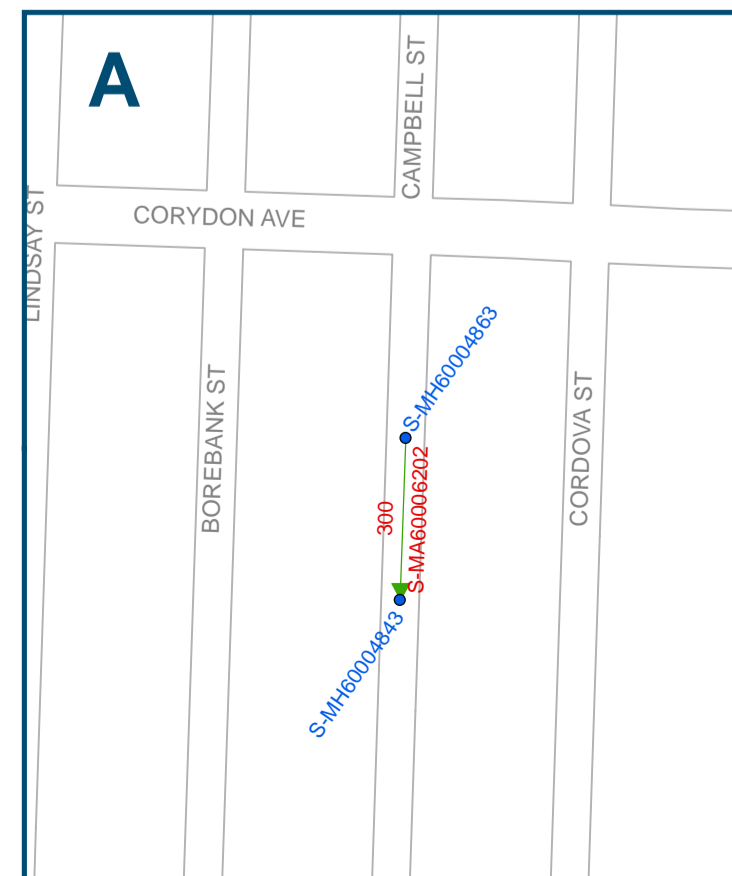 A
CAMPBELL ST
CORYDON AVE
LINDSAY ST
S-MH60004863
BOREBANK ST
CORDOVA ST
300
S-MA60006202
S-MH60004843